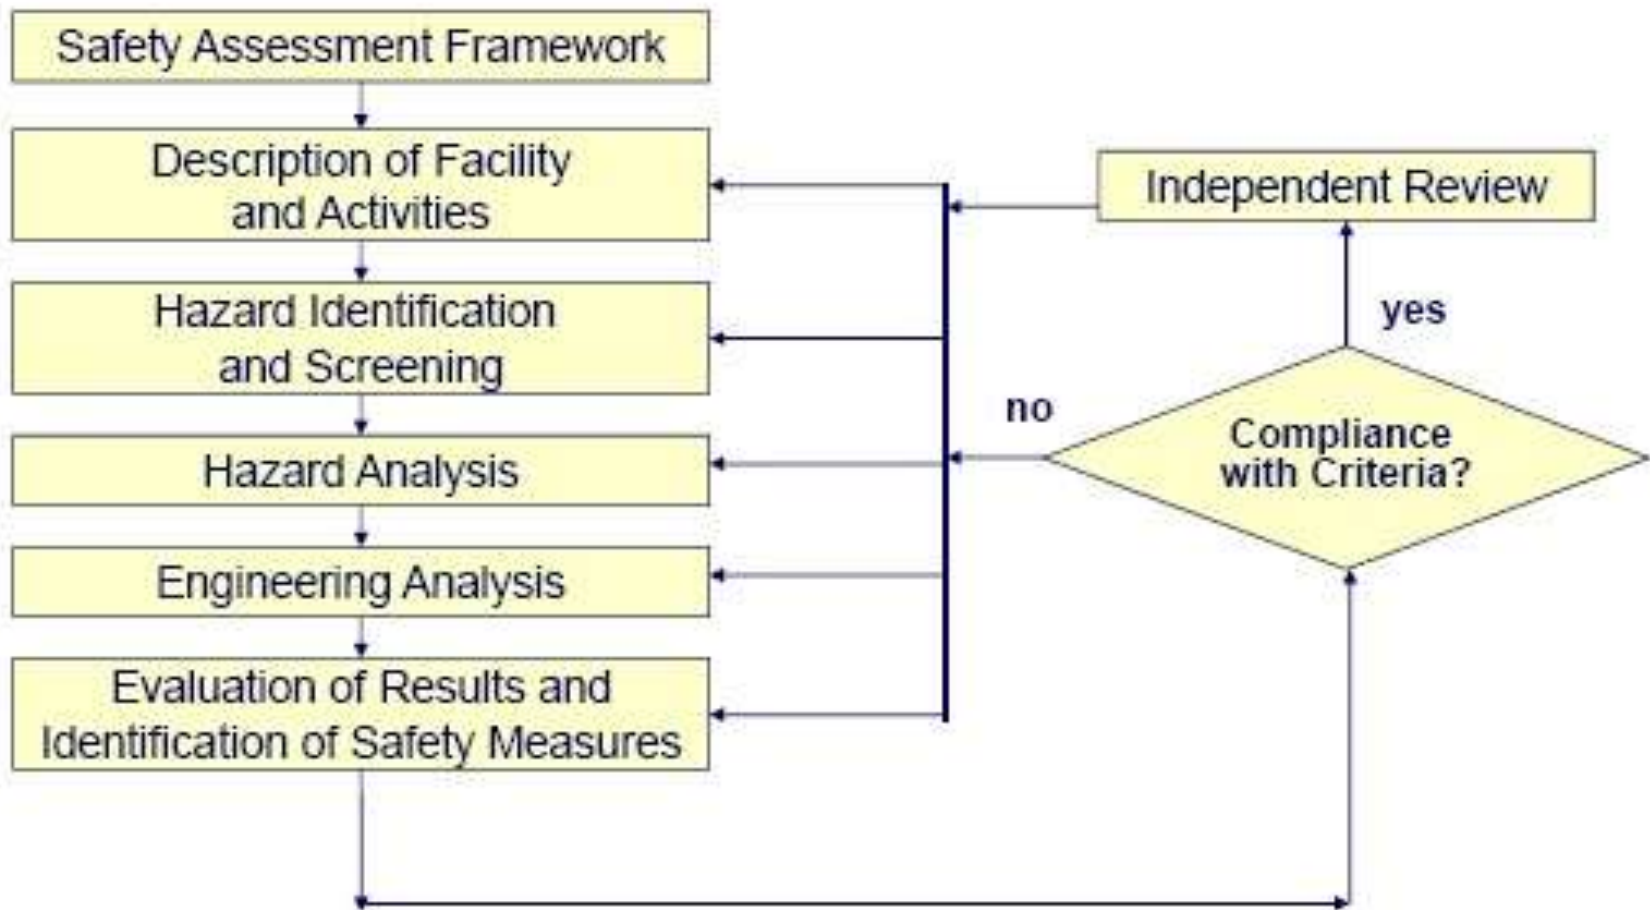 Safety Assessment Framework
Description of Facility
and Activities
Hazard Identification
and Screening
Hazard Analysis
Engineering Analysis
Evaluation of Results and
Identification of Safety Measures
Independent Review
yes
no
Compliance
with Criteria?